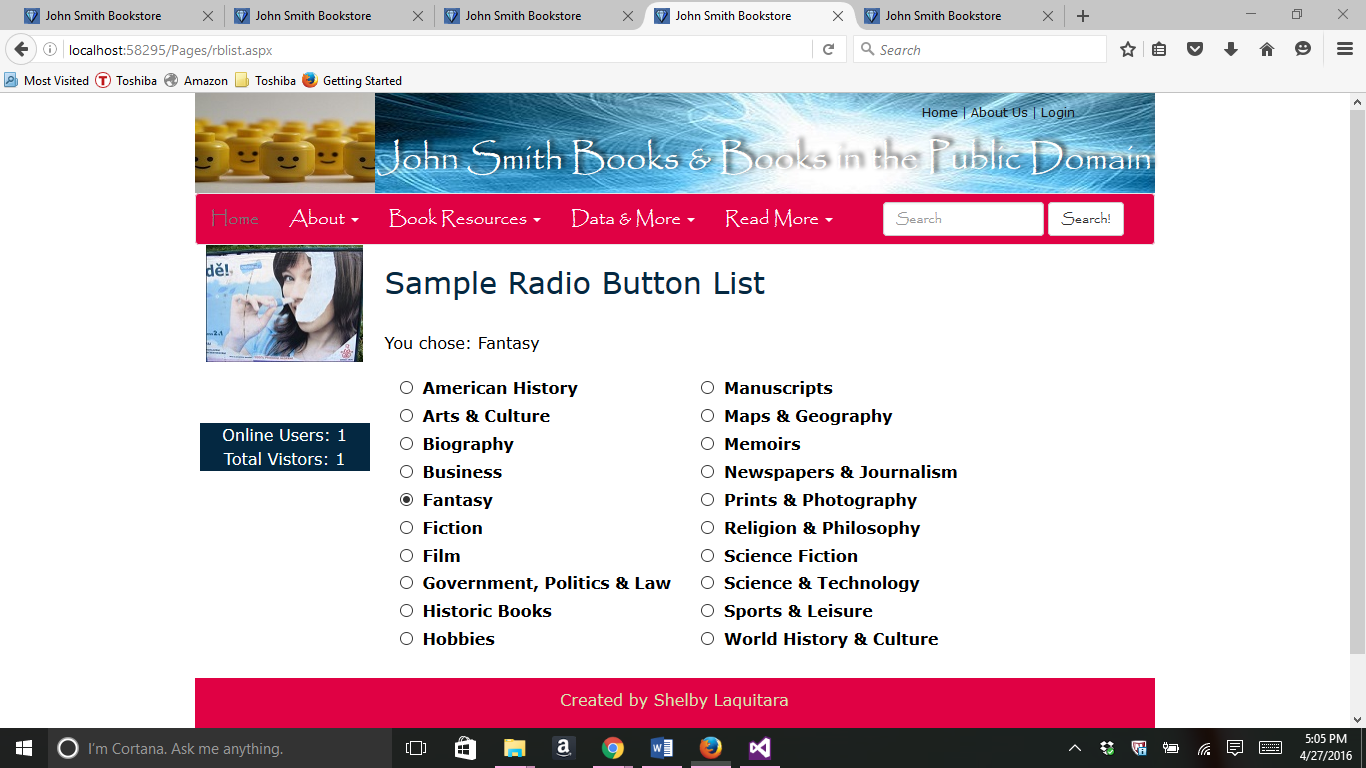 John Smith Bookstore
John Smith Bookstore
John Smith Bookstore
John Smith Bookstore
John Smith Bookstore
localhost:58295/Pages/rblist.aspx
Search
Most Visited
Toshiba
Amazon
Toshiba
Getting Started
Home | About Us | Login
John Smith Books & Books in the Public Domain
Home
About
Book Resources
Data & More
Read More
Search
Search!
dě!
Sample Radio Button List
You chose: Fantasy
Online Users: 1
Total Vistors: 1
American History
Arts & Culture
Biography
Business
Fantasy
Fiction
Film
Government, Politics & Law
Historic Books
Hobbies
Manuscripts
Maps & Geography
Memoirs
Newspapers & Journalism
Prints & Photography
Religion & Philosophy
Science Fiction
Science & Technology
Sports & Leisure
World History & Culture
Created by Shelby Laquitara
I'm Cortana. Ask me anything.
5:05 PM
4/27/2016